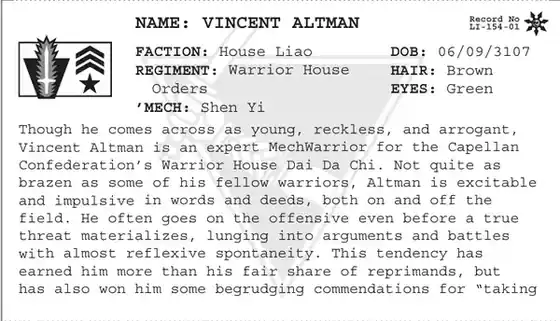 NAME: VINCENT ALTMAN
Record No
LI-154-01
FACTION: House Liao
DOB: 06/09/3107
REGIMENT: Warrior House
HAIR: Brown
Orders
EYES: Green
’MECH: Shen Yi
Though he comes across as young, reckless, and arrogant,
Vincent Altman is an expert MechWarrior for the Capellan
Confederation’s Warrior House Dai Da Chi. Not quite as
brazen as some of his fellow warriors, Altman is excitable
and impulsive in words and deeds, both on and off the
field. He often goes on the offensive even before a true
threat materializes, lunging into arguments and battles
with almost reflexive spontaneity. This tendency has
earned him more than his fair share of reprimands, but
has also won him some begrudging commendations for “taking